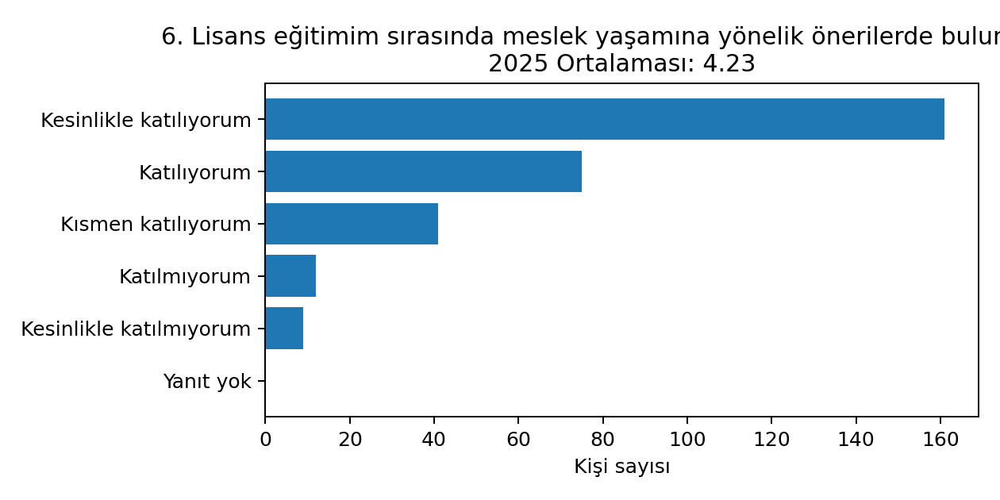 6. Lisans eğitimim sırasında meslek yaşamına yönelik önerilerde
2025 Ortalaması: 4.23
Kesinlikle katılıyorum
Katılıyorum
Kısmen katılıyorum
Katılmıyorum
Kesinlikle katılmıyorum
Yanıt yok
0 20 40 60 80 100 120 140 160
Kişi sayısı